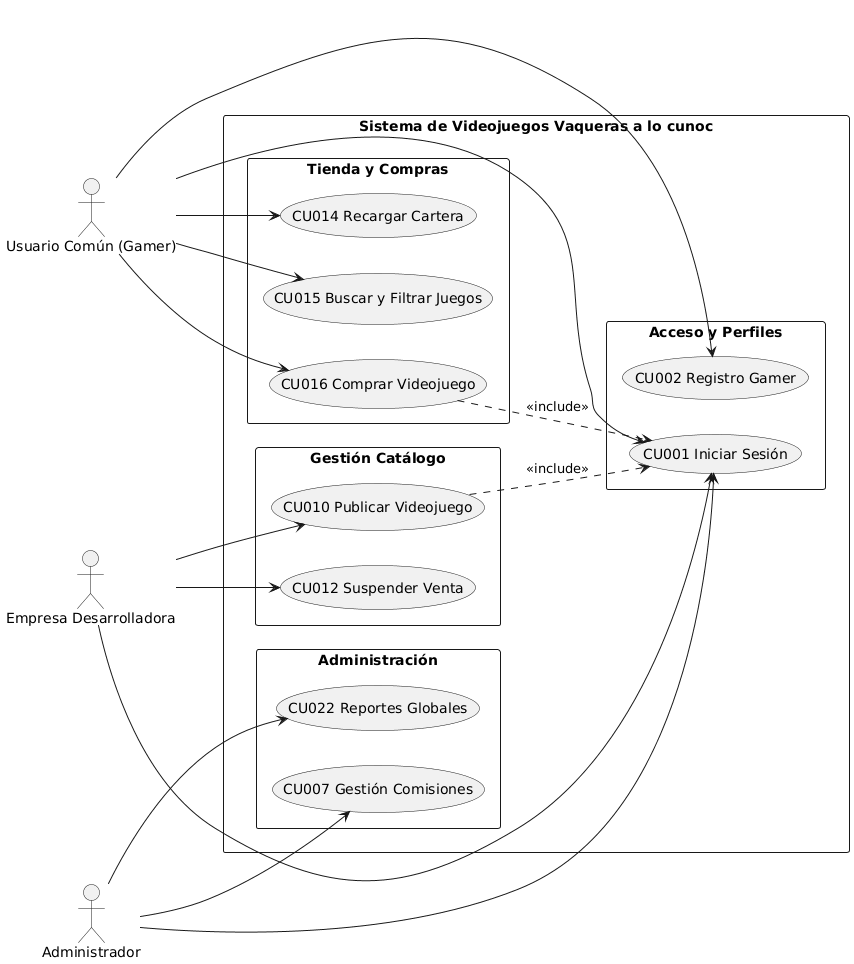 Sistema de Videojuegos Vaqueras a lo cunoc
Tienda y Compras
CU014 Recargar Cartera
Usuario Común (Gamer)
CU015 Buscar y Filtrar Juegos
CU016 Comprar Videojuego
Acceso y Perfiles
CU002 Registro Gamer
«include»
CU001 Iniciar Sesión
Gestión Catálogo
«include»
CU010 Publicar Videojuego
CU012 Suspender Venta
Empresa Desarrolladora
Administración
CU022 Reportes Globales
CU007 Gestión Comisiones
Administrador